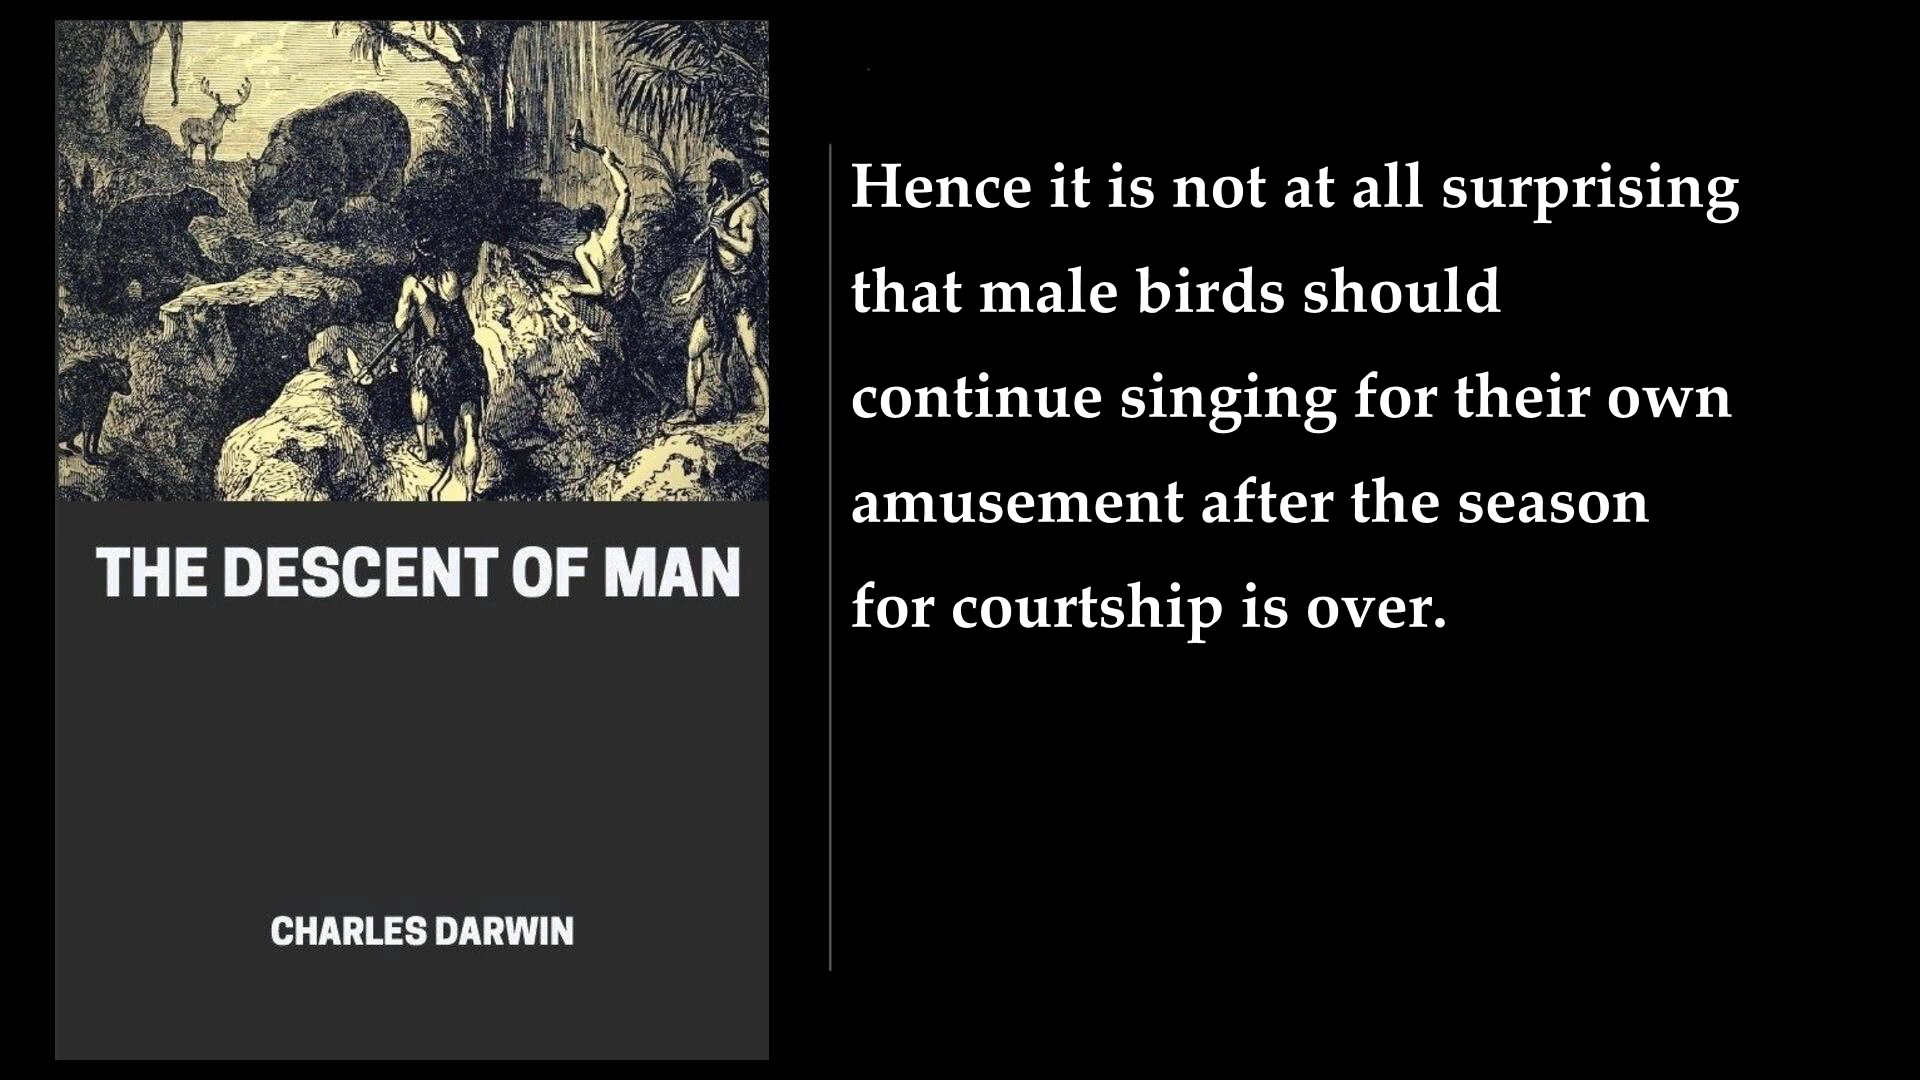 THE DESCENT OF MAN
CHARLES DARWIN
Hence it is not at all surprising
that male birds should
continue singing for their own
amusement after the season
for courtship is over.